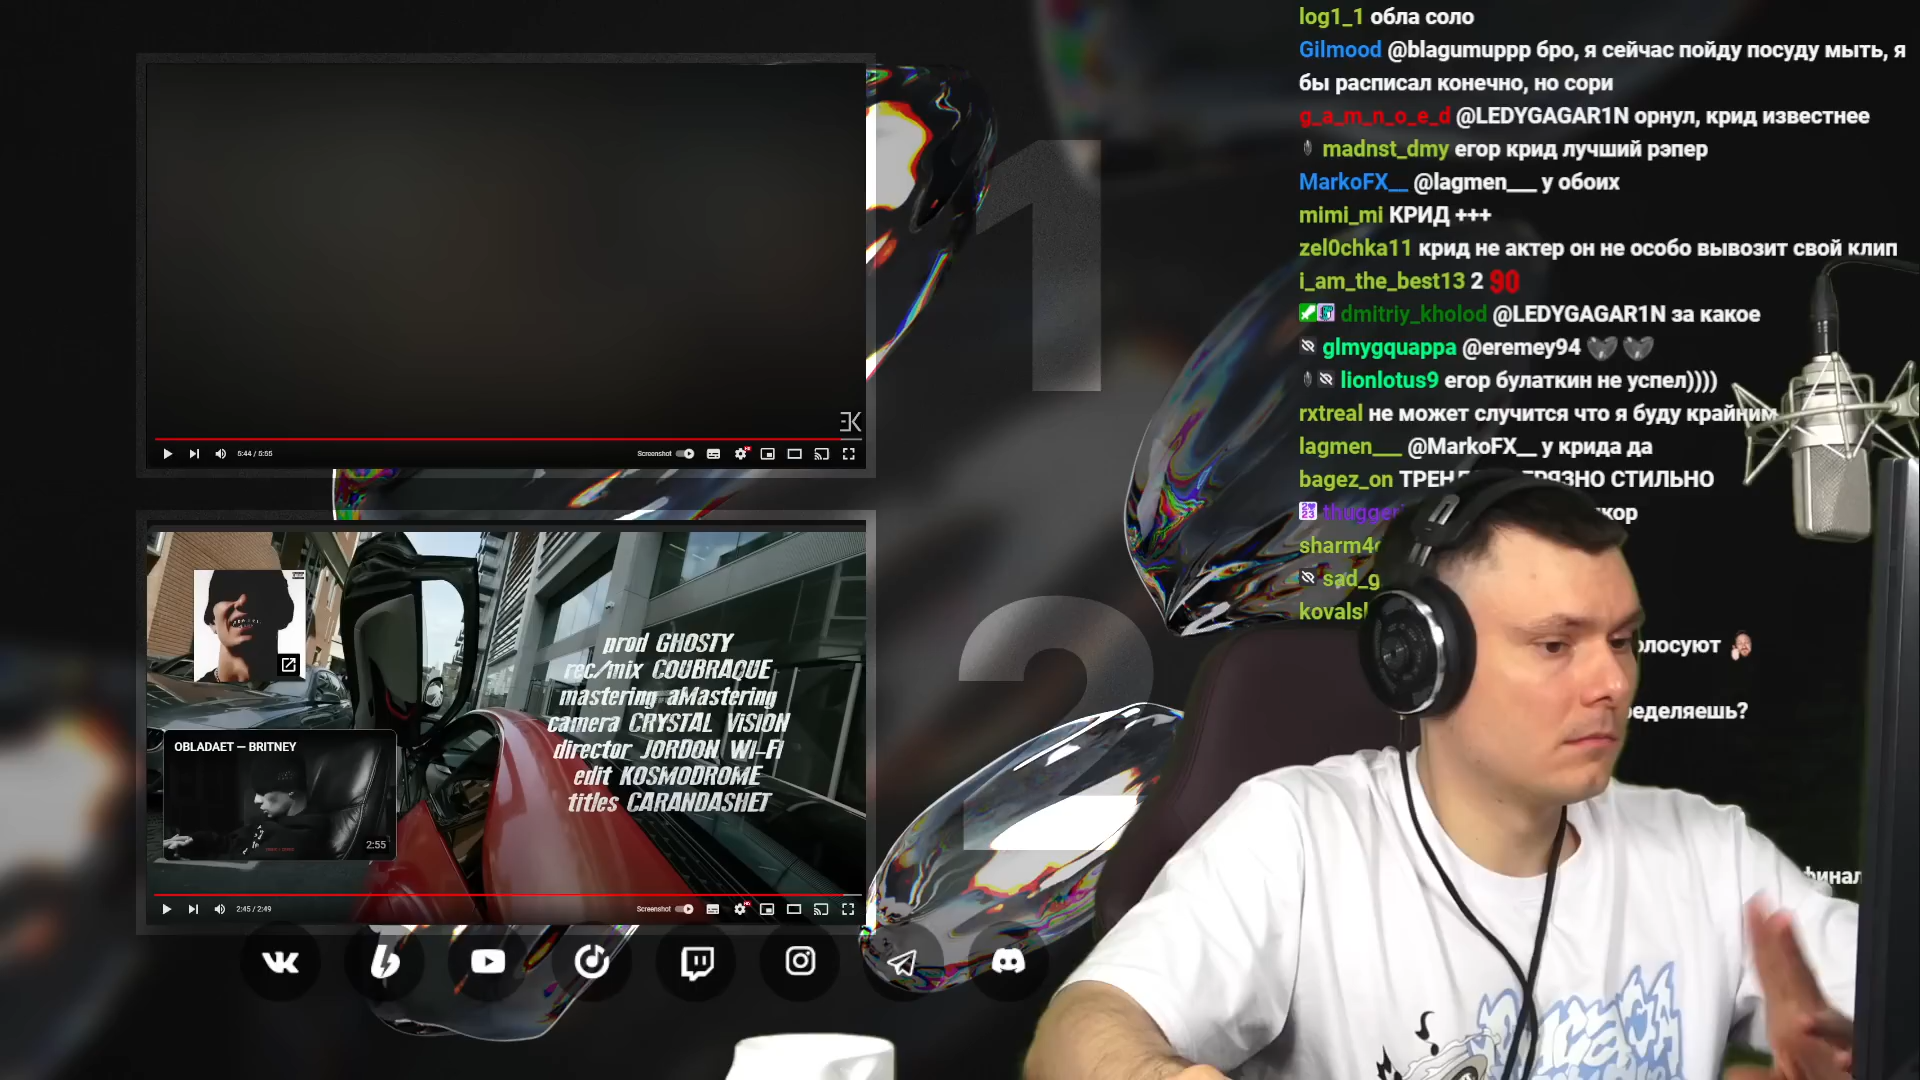 log1_1 обла соло
Gilmood @blagumuppp бро, я сейчас пойду посуду мыть, я
бы расписал конечно, но сори
g_a_m_n_o_e_d @LEDYGAGAR1N орнул, крид известнее
madnst_dmy егор крид лучший рэпер
MarkoFX__ @lagmen___ у обоих
mimi_mi КРИД +++
zel0chka11 крид не актер он не особо вывозит свой клип
i_am_the_best13 2 90
dmitriy_kholod @LEDYGAGAR1N за какое
glmygquappa @eremey94
lionlotus9 егор булаткин не успел))))
rxtreal не может случится что я буду крайним
lagmen___ @MarkoFX__ у крида да
bagez_on СТИЛЬНО
1
EK
5:44 / 5:55
Screenshot
prod GHOSTY
rec/mix COUBRAQUE
mastering aMastering
camera CRYSTAL VISION
director JORDON WI-FI
edit KOSMODROME
titles CARANDASHET
OBLADAET — BRITNEY
2:55
2:45 / 2:49
Screenshot
2